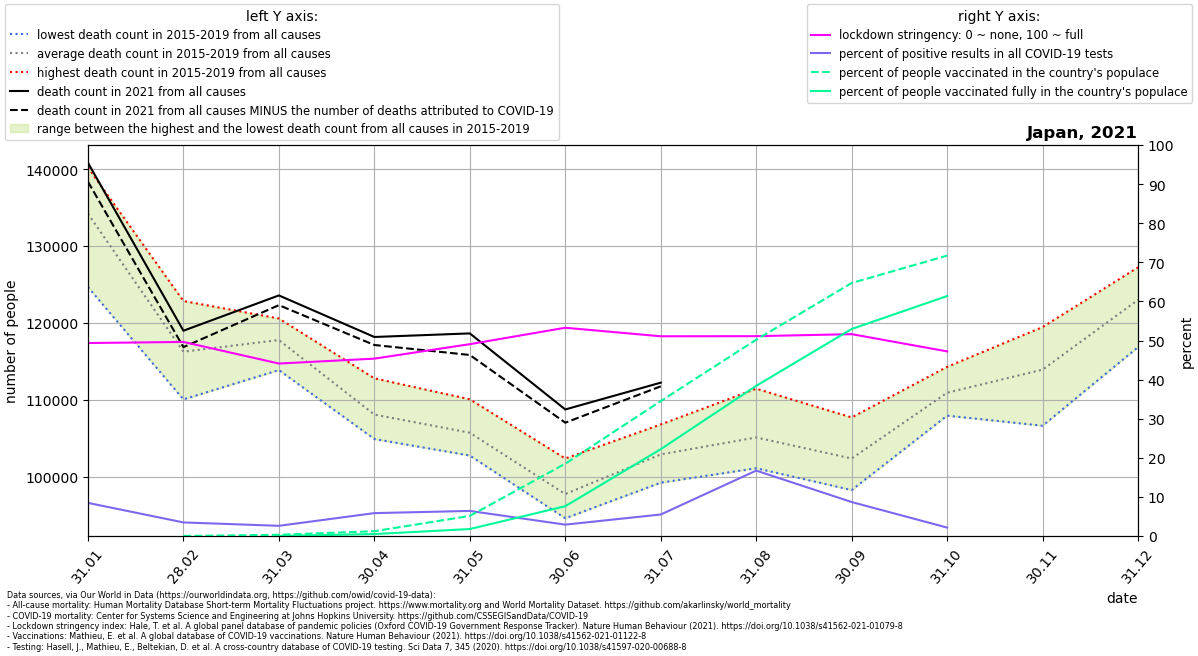 left Y axis:
lowest death count in 2015-2019 from all causes
average death count in 2015-2019 from all causes
highest death count in 2015-2019 from all causes
death count in 2021 from all causes
death count in 2021 from all causes MINUS the number of deaths attributed to COVID-19
range between the highest and the lowest death count from all causes in 2015-2019
right Y axis:
lockdown stringency: 0 ~ none, 100 ~ full
percent of positive results in all COVID-19 tests
percent of people vaccinated in the country's populace
percent of people vaccinated fully in the country's populace
Japan, 2021
number of people
140000
130000
120000
110000
100000
100
90
80
70
60
50
40
30
20
10
0
percent
31.01
28.02
31.03
30.04
31.05
30.06
31.07
31.08
30.09
31.10
30.11
31.12
date
Data sources, via Our World in Data (https://ourworldindata.org, https://github.com/owid/covid-19-data):
- All-cause mortality: Human Mortality Database Short-term Mortality Fluctuations project. https://www.mortality.org and World Mortality Dataset. https://github.com/akarlinsky/world_mortality
- COVID-19 mortality: Center for Systems Science and Engineering at Johns Hopkins University. https://github.com/CSSEGISandData/COVID-19
- Lockdown stringency index: Hale, T. et al. A global panel database of pandemic policies (Oxford COVID-19 Government Response Tracker). Nature Human Behaviour (2021). https://doi.org/10.1038/s41562-021-01079-8
- Vaccinations: Mathieu, E. et al. A global database of COVID-19 vaccinations. Nature Human Behaviour (2021). https://doi.org/10.1038/s41562-021-01122-8
- Testing: Hasell, J., Mathieu, E., Beltekian, D. et al. A cross-country database of COVID-19 testing. Sci Data 7, 345 (2020). https://doi.org/10.1038/s41597-020-00688-8